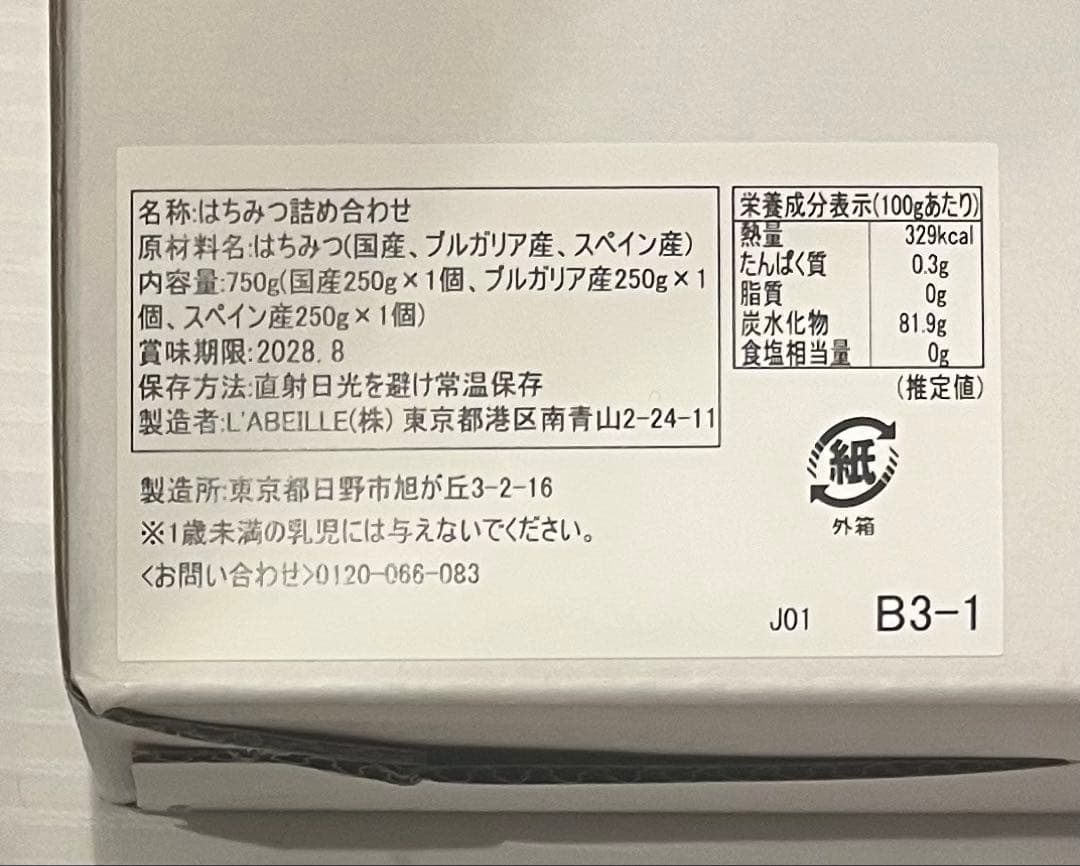 名称:はちみつ詰め合わせ
原材料名:はちみつ(国産、ブルガリア産、スペイン産)
内容量:750g(国産250g×1個、ブルガリア産250g×1
個、スペイン産250g×1個)
賞味期限:2028. 8
保存方法:直射日光を避け常温保存
製造者:L'ABEILLE(株) 東京都港区南青山2-24-11
製造所:東京都日野市旭が丘3-2-16
※1歳未満の乳児には与えないでください。
<お問い合わせ>0120-066-083
栄養成分表示(100gあたり)
熱量 329kcal
たんぱく質 0.3g
脂質 0g
炭水化物 81.9g
食塩相当量 0g
(推定値)
紙
外箱
J01 B3-1